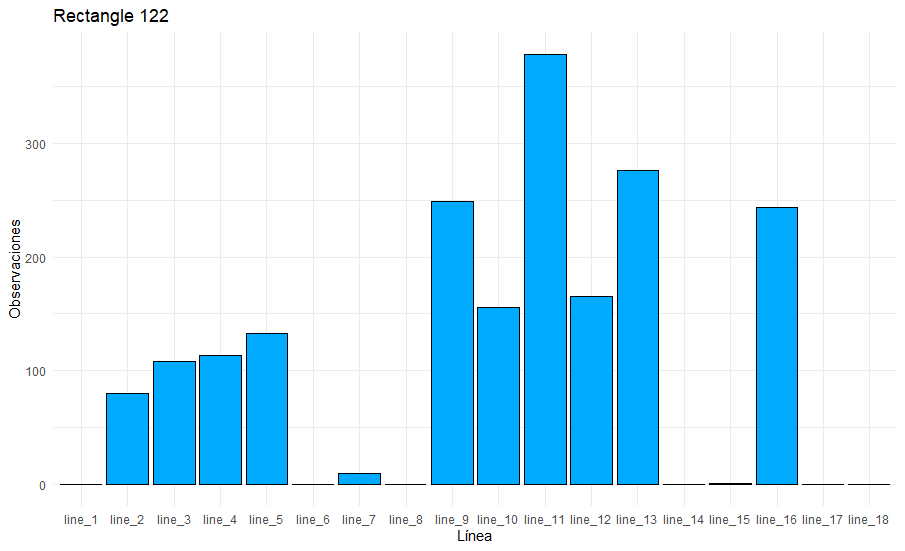 Rectangle 122
Observaciones
300
200
100
0
line_1 line_2 line_3 line_4 line_5 line_6 line_7 line_8 line_9 line_10 line_11 line_12 line_13 line_14 line_15 line_16 line_17 line_18
Línea